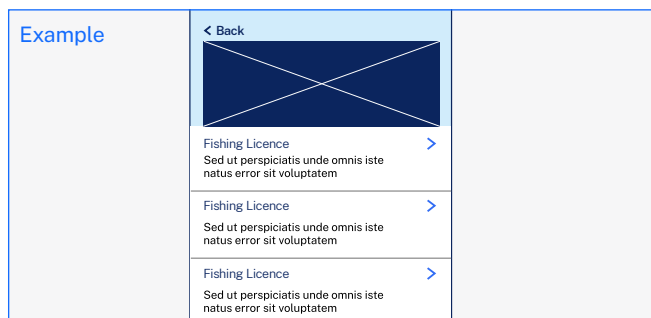 Example
Back
Fishing Licence
Sed ut perspiciatis unde omnis iste
natus error sit voluptatem
Fishing Licence
Sed ut perspiciatis unde omnis iste
natus error sit voluptatem
Fishing Licence
Sed ut perspiciatis unde omnis iste
natus error sit voluptatem